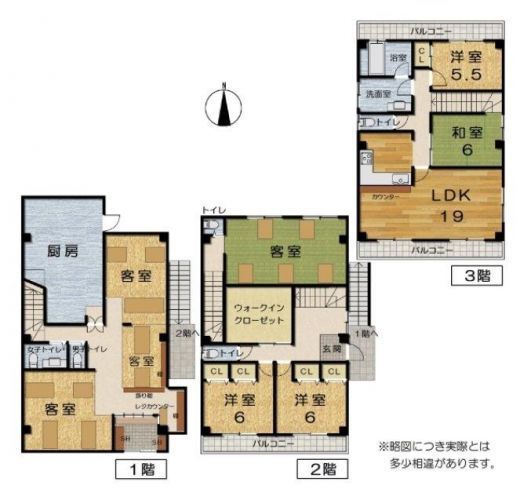 バルコニー
浴室
CL
洋室
5.5
洗面室
トイレ
和室
6
カウンター
LDK
19
バルコニー
3階
N
厨房
客室
女子トイレ
男子トイレ
客室
客室
棚
レジカウンター
棚
SB
SB
1階
2階へ
トイレ
客室
ウォークイン
クローゼット
トイレ
玄関
1階へ
CL
CL
CL
CL
洋室
6
洋室
6
バルコニー
2階
※略図につき実際とは
多少相違があります。